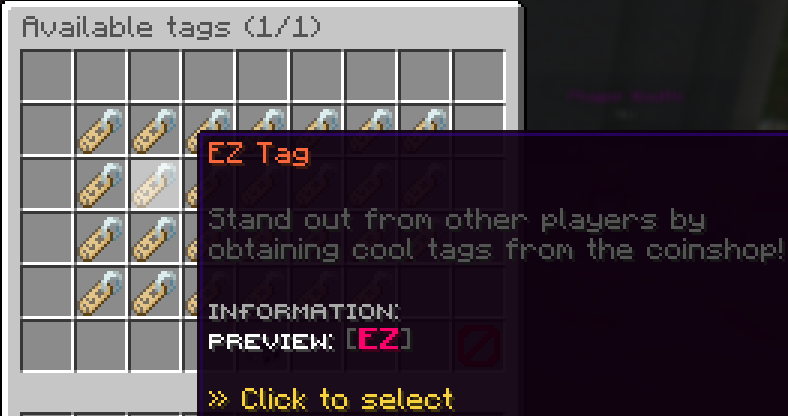 Available tags (1/1)
EZ Tag
Stand out from other players by
obtaining cool tags from the coinshop!
INFORMATION:
PREVIEW: [EZ]
» Click to select